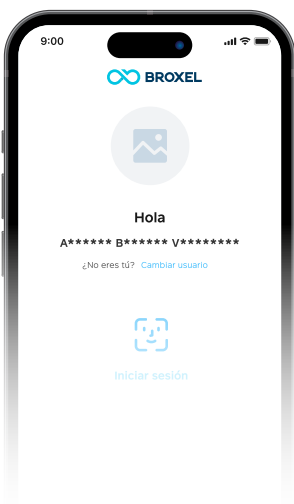 9:00
BROXEL
Hola
A****** B****** V********
¿No eres tú? Cambiar usuario
Iniciar sesión